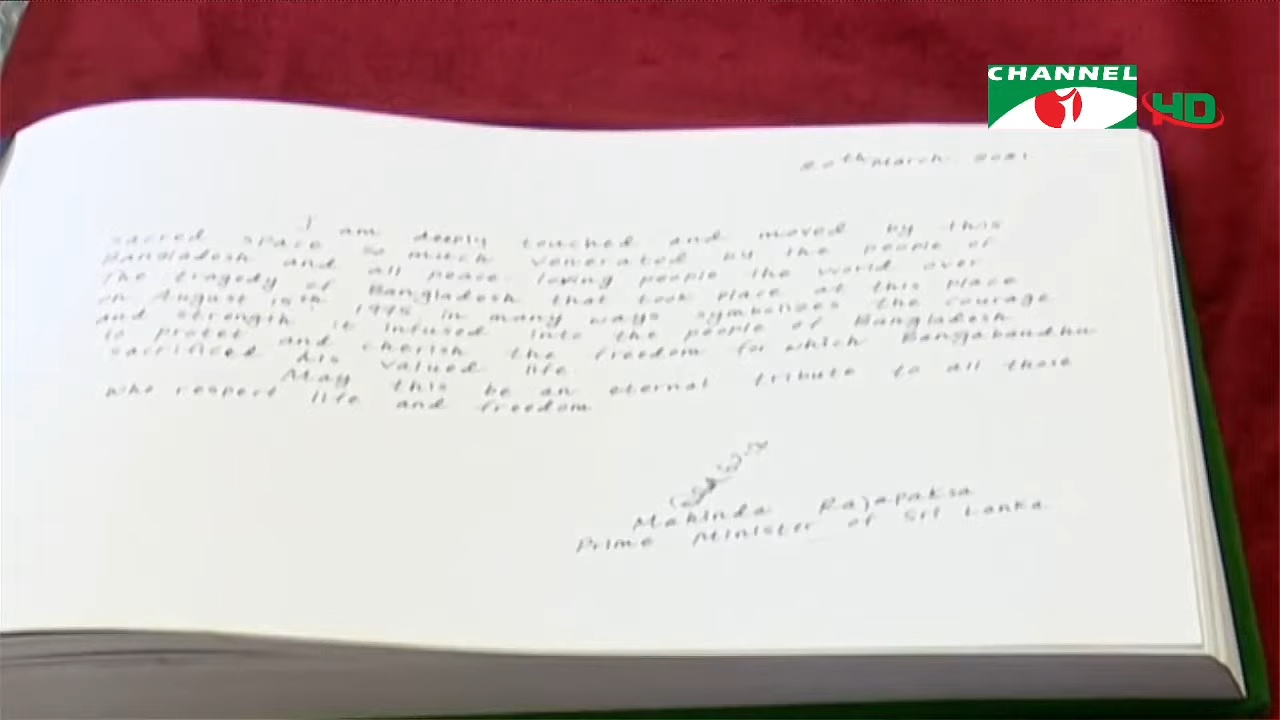 CHANNEL i HD
20th March 2021
I am deeply touched and moved by this
sacred space so much venerated by the people of
Bangladesh and all peace loving people the world over
The tragedy of Bangladesh that took place at this place
on August 15th 1975 in many ways symbolizes the courage
and strength it infused into the people of Bangladesh
to protet and cherish the freedom for which Bangabandhu
sacrificed his valued life
May this be an eternal tribute to all those
who respect life and freedom
Mahinda Rajapaksa
Prime Minister of Sri Lanka